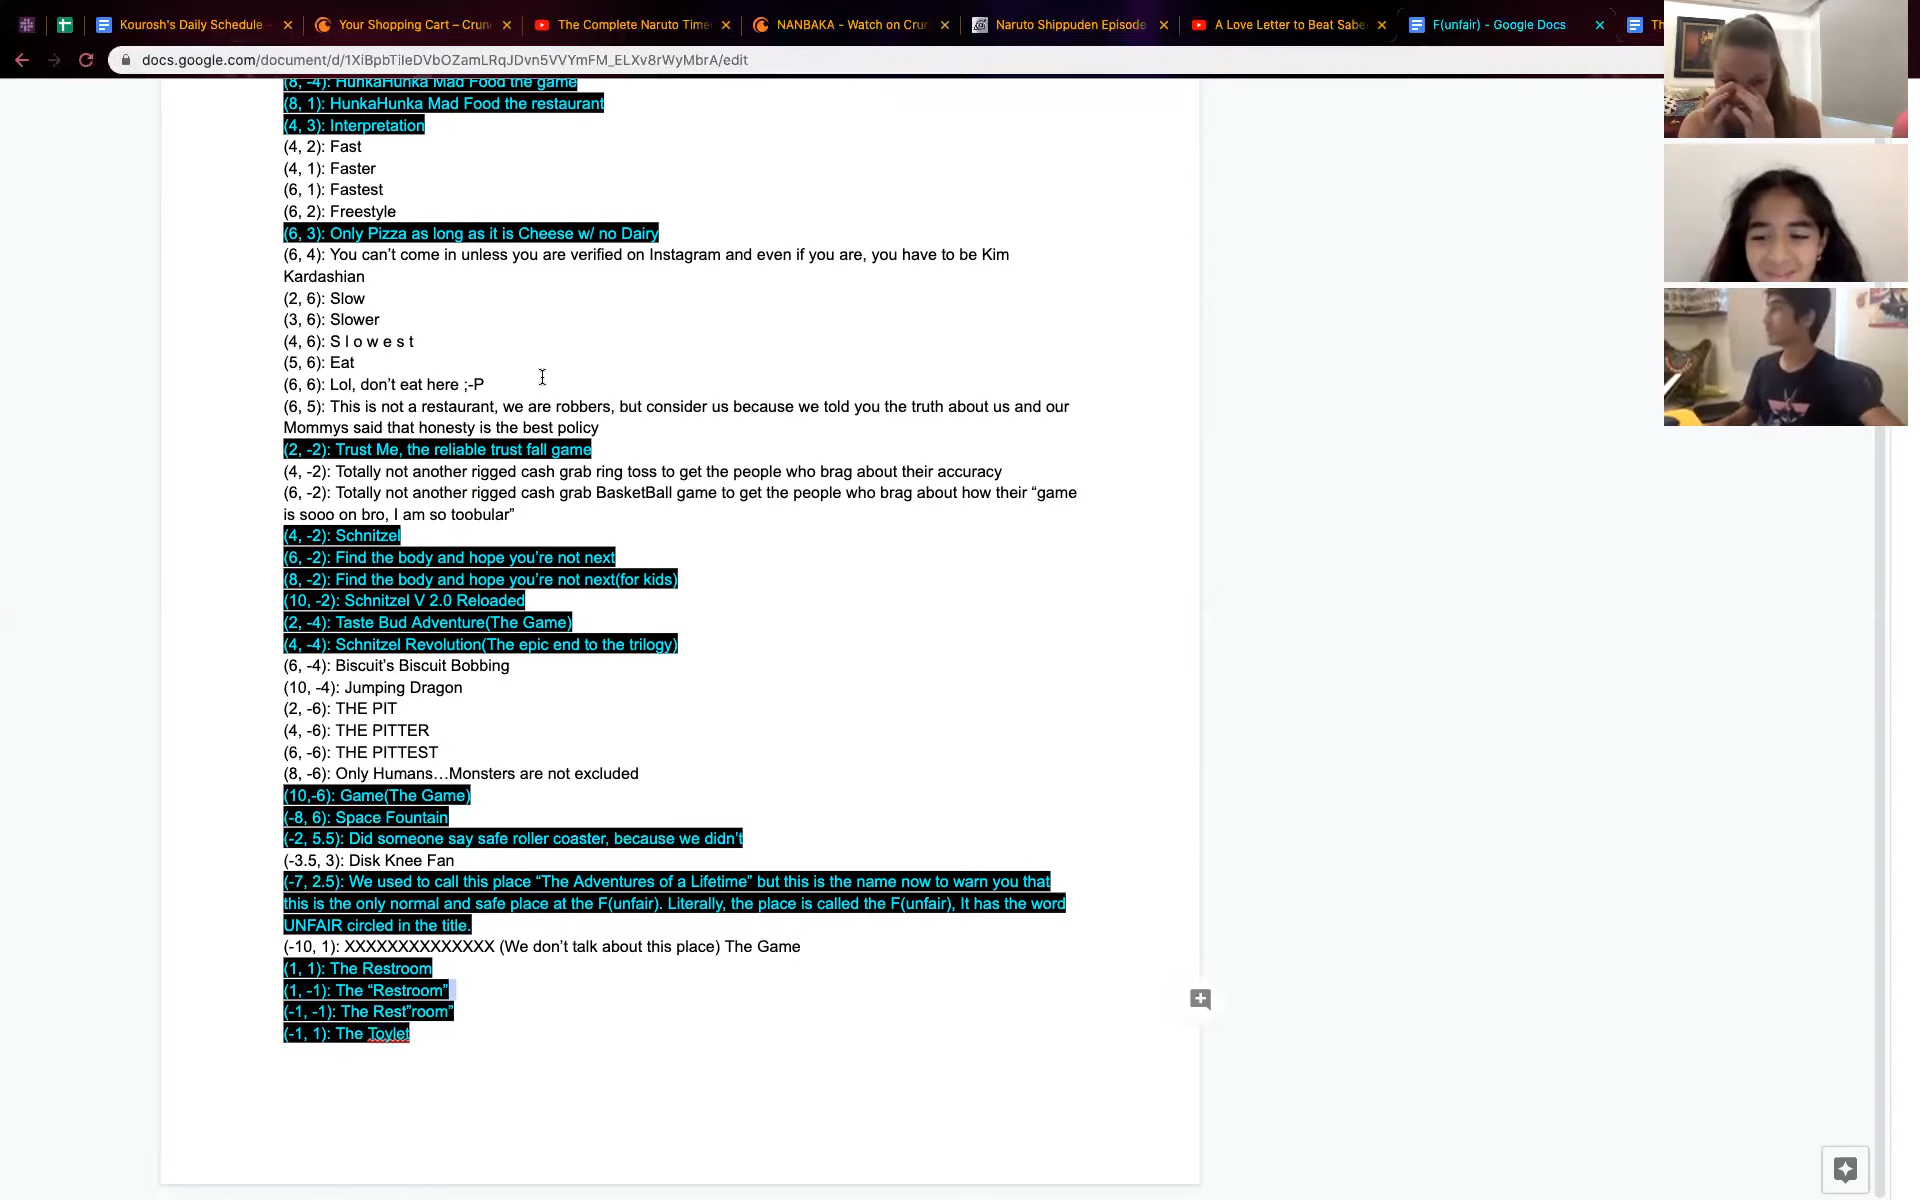 Kourosh's Daily Schedule
Your Shopping Cart – Crun
The Complete Naruto Time
NANBAKA - Watch on Cru
Naruto Shippuden Episode
A Love Letter to Beat Sabe
F(unfair) - Google Docs
Th
docs.google.com/document/d/1XiBpbTileDVbOZamLRqJDvn5VVYmFM_ELXv8rWyMbrA/edit
(8, -4): HunkaHunka Mad Food the game
(8, 1): HunkaHunka Mad Food the restaurant
(4, 3): Interpretation
(4, 2): Fast
(4, 1): Faster
(6, 1): Fastest
(6, 2): Freestyle
(6, 3): Only Pizza as long as it is Cheese w/ no Dairy
(6, 4): You can't come in unless you are verified on Instagram and even if you are, you have to be Kim
Kardashian
(2, 6): Slow
(3, 6): Slower
(4, 6): S l o w e s t
(5, 6): Eat
(6, 6): Lol, don't eat here ;-P
(6, 5): This is not a restaurant, we are robbers, but consider us because we told you the truth about us and our
Mommys said that honesty is the best policy
(2, -2): Trust Me, the reliable trust fall game
(4, -2): Totally not another rigged cash grab ring toss to get the people who brag about their accuracy
(6, -2): Totally not another rigged cash grab BasketBall game to get the people who brag about how their “game
is sooo on bro, I am so toobular”
(4, -2): Schnitzel
(6, -2): Find the body and hope you're not next
(8, -2): Find the body and hope you're not next(for kids)
(10, -2): Schnitzel V 2.0 Reloaded
(2, -4): Taste Bud Adventure(The Game)
(4, -4): Schnitzel Revolution(The epic end to the trilogy)
(6, -4): Biscuit's Biscuit Bobbing
(10, -4): Jumping Dragon
(2, -6): THE PIT
(4, -6): THE PITTER
(6, -6): THE PITTEST
(8, -6): Only Humans…Monsters are not excluded
(10,-6): Game(The Game)
(-8, 6): Space Fountain
(-2, 5.5): Did someone say safe roller coaster, because we didn't
(-3.5, 3): Disk Knee Fan
(-7, 2.5): We used to call this place “The Adventures of a Lifetime” but this is the name now to warn you that
this is the only normal and safe place at the F(unfair). Literally, the place is called the F(unfair), It has the word
UNFAIR circled in the title.
(-10, 1): XXXXXXXXXXXXXX (We don't talk about this place) The Game
(1, 1): The Restroom
(1, -1): The “Restroom”
(-1, -1): The Rest”room”
(-1, 1): The Toylet